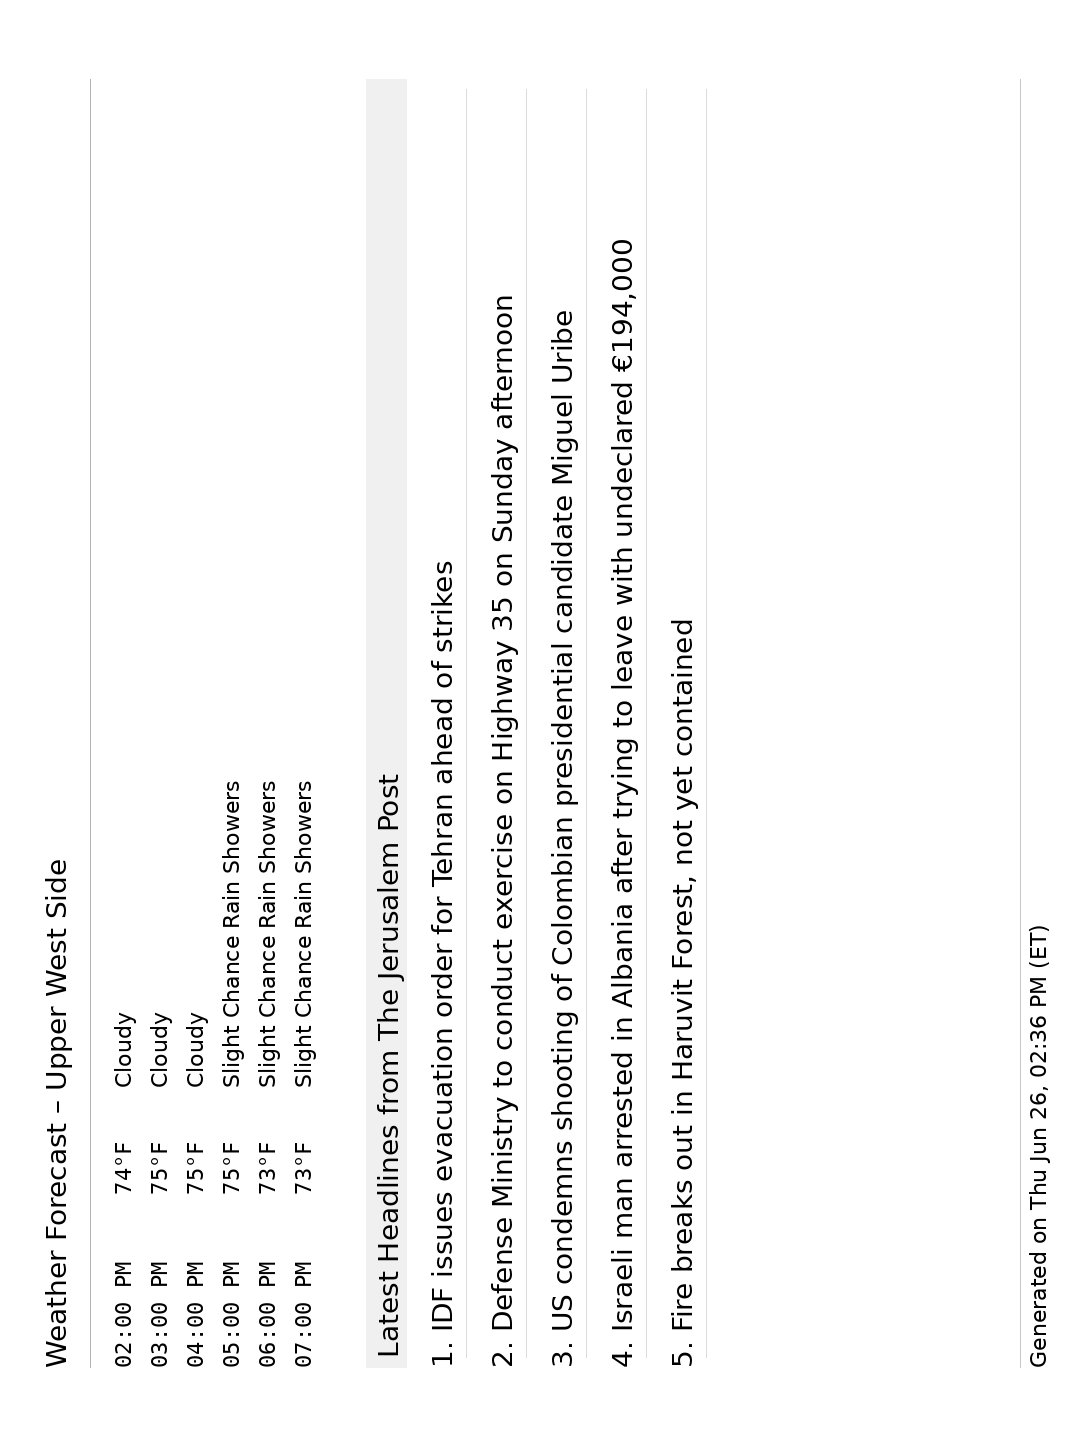 Weather Forecast – Upper West Side
02:00 PM 74°F Cloudy
03:00 PM 75°F Cloudy
04:00 PM 75°F Cloudy
05:00 PM 75°F Slight Chance Rain Showers
06:00 PM 73°F Slight Chance Rain Showers
07:00 PM 73°F Slight Chance Rain Showers
Latest Headlines from The Jerusalem Post
1. IDF issues evacuation order for Tehran ahead of strikes
2. Defense Ministry to conduct exercise on Highway 35 on Sunday afternoon
3. US condemns shooting of Colombian presidential candidate Miguel Uribe
4. Israeli man arrested in Albania after trying to leave with undeclared €194,000
5. Fire breaks out in Haruvit Forest, not yet contained
Generated on Thu Jun 26, 02:36 PM (ET)